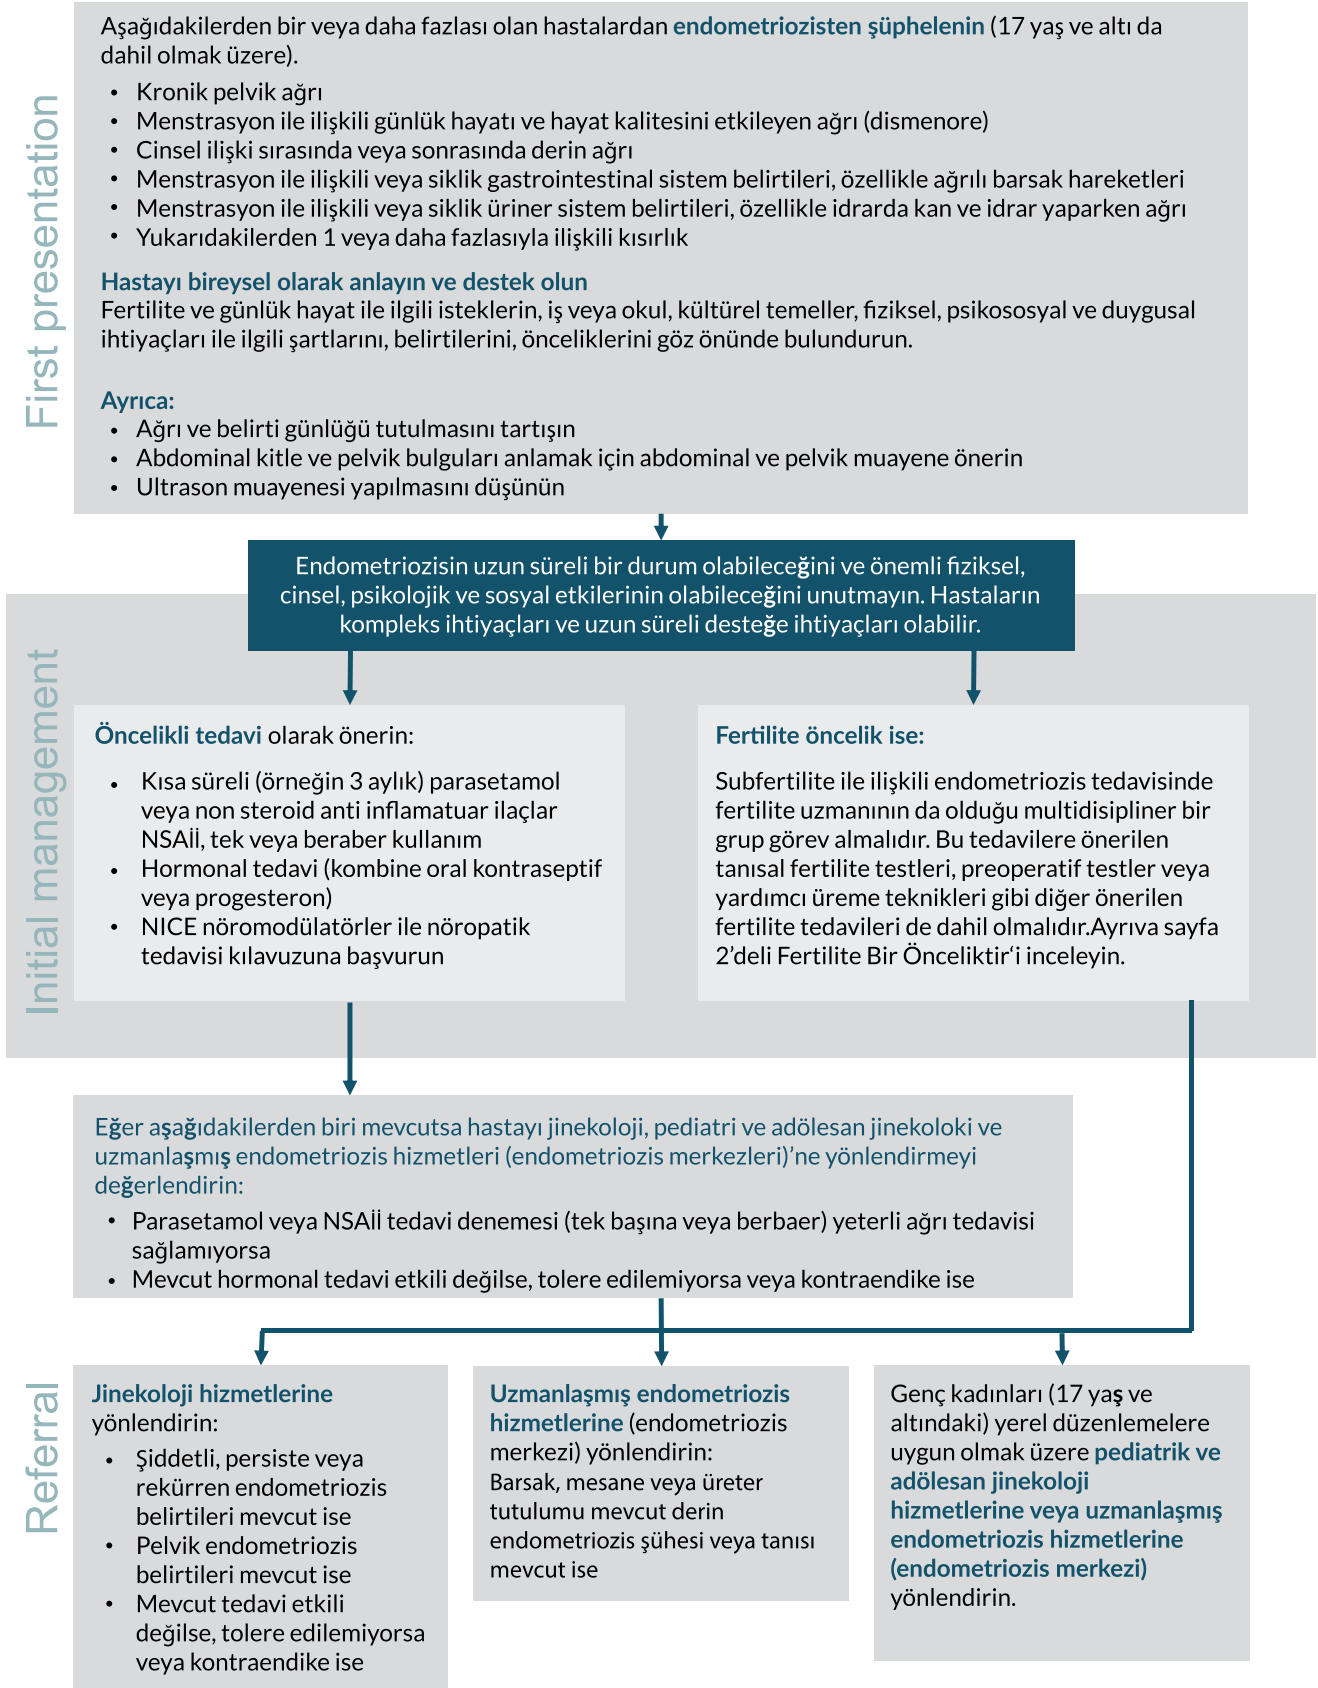 First presentation
Aşağıdakilerden bir veya daha fazlası olan hastalardan endometriozisten şüphelenin (17 yaş ve altı da
dahil olmak üzere).
• Kronik pelvik ağrı
• Menstrasyon ile ilişkili günlük hayatı ve hayat kalitesini etkileyen ağrı (dismenore)
• Cinsel ilişki sırasında veya sonrasında derin ağrı
• Menstrasyon ile ilişkili veya siklik gastrointestinal sistem belirtileri, özellikle ağrılı barsak hareketleri
• Menstrasyon ile ilişkili veya siklik üriner sistem belirtileri, özellikle idrarda kan ve idrar yaparken ağrı
• Yukarıdakilerden 1 veya daha fazlasıyla ilişkili kısırlık
Hastayı bireysel olarak anlayın ve destek olun
Fertilite ve günlük hayat ile ilgili isteklerin, iş veya okul, kültürel temeller, fiziksel, psikososyal ve duygusal
ihtiyaçları ile ilgili şartlarını, belirtilerini, önceliklerini göz önünde bulundurun.
Ayrıca:
• Ağrı ve belirti günlüğü tutulmasını tartışın
• Abdominal kitle ve pelvik bulguları anlamak için abdominal ve pelvik muayene önerin
• Ultrason muayenesi yapılmasını düşünün
Endometriozisin uzun süreli bir durum olabileceğini ve önemli fiziksel,
cinsel, psikolojik ve sosyal etkilerinin olabileceğini unutmayın. Hastaların
kompleks ihtiyaçları ve uzun süreli desteğe ihtiyaçları olabilir.
Initial management
Öncelikli tedavi olarak önerin:
• Kısa süreli (örneğin 3 aylık) parasetamol
veya non steroid anti inflamatuar ilaçlar
NSAİİ, tek veya beraber kullanım
• Hormonal tedavi (kombine oral kontraseptif
veya progesteron)
• NICE nöromodülatörler ile nöropatik
tedavisi kılavuzuna başvurun
Fertilite öncelik ise:
Subfertilite ile ilişkili endometriozis tedavisinde
fertilite uzmanının da olduğu multidisipliner bir
grup görev almalıdır. Bu tedavilere önerilen
tanısal fertilite testleri, preoperatif testler veya
yardımcı üreme teknikleri gibi diğer önerilen
fertilite tedavileri de dahil olmalıdır.Ayrıva sayfa
2’deli Fertilite Bir Önceliktir‘i inceleyin.
Eğer aşağıdakilerden biri mevcutsa hastayı jinekoloji, pediatri ve adölesan jinekoloki ve
uzmanlaşmış endometriozis hizmetleri (endometriozis merkezleri)’ne yönlendirmeyi
değerlendirin:
• Parasetamol veya NSAİİ tedavi denemesi (tek başına veya berbaer) yeterli ağrı tedavisi
sağlamıyorsa
• Mevcut hormonal tedavi etkili değilse, tolere edilemiyorsa veya kontraendike ise
Referral
Jinekoloji hizmetlerine
yönlendirin:
• Şiddetli, persiste veya
rekürren endometriozis
belirtileri mevcut ise
• Pelvik endometriozis
belirtileri mevcut ise
• Mevcut tedavi etkili
değilse, tolere edilemiyorsa
veya kontraendike ise
Uzmanlaşmış endometriozis
hizmetlerine (endometriozis
merkezi) yönlendirin:
Barsak, mesane veya üreter
tutulumu mevcut derin
endometriozis şühesi veya tanısı
mevcut ise
Genç kadınları (17 yaş ve
altındaki) yerel düzenlemelere
uygun olmak üzere pediatrik ve
adölesan jinekoloji
hizmetlerine veya uzmanlaşmış
endometriozis hizmetlerine
(endometriozis merkezi)
yönlendirin.